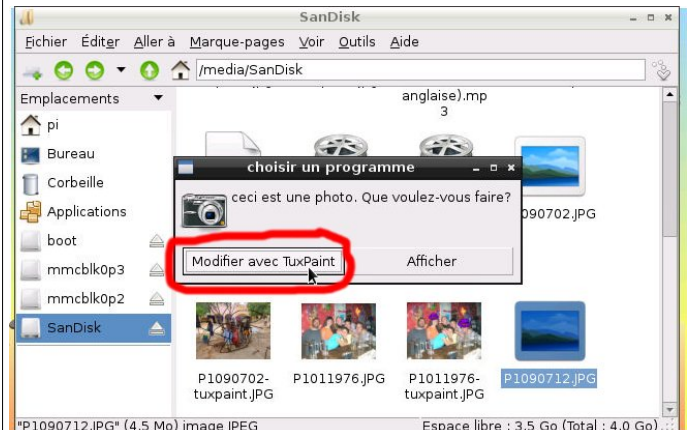 SanDisk
Fichier Éditer Aller à Marque-pages Voir Outils Aide
/media/SanDisk
Emplacements
pi
Bureau
Corbeille
Applications
boot
mmcblk0p3
mmcblk0p2
SanDisk
anglaise).mp
3
choisir un programme
ceci est une photo. Que voulez-vous faire?
Modifier avec TuxPaint
Afficher
090702.JPG
P1090702-
tuxpaint.JPG
P1011976.JPG
P1011976-
tuxpaint.JPG
P1090712.JPG
"P1090712.JPG" (4,5 Mo) image JPEG
Espace libre : 3,5 Go (Total : 4,0 Go)